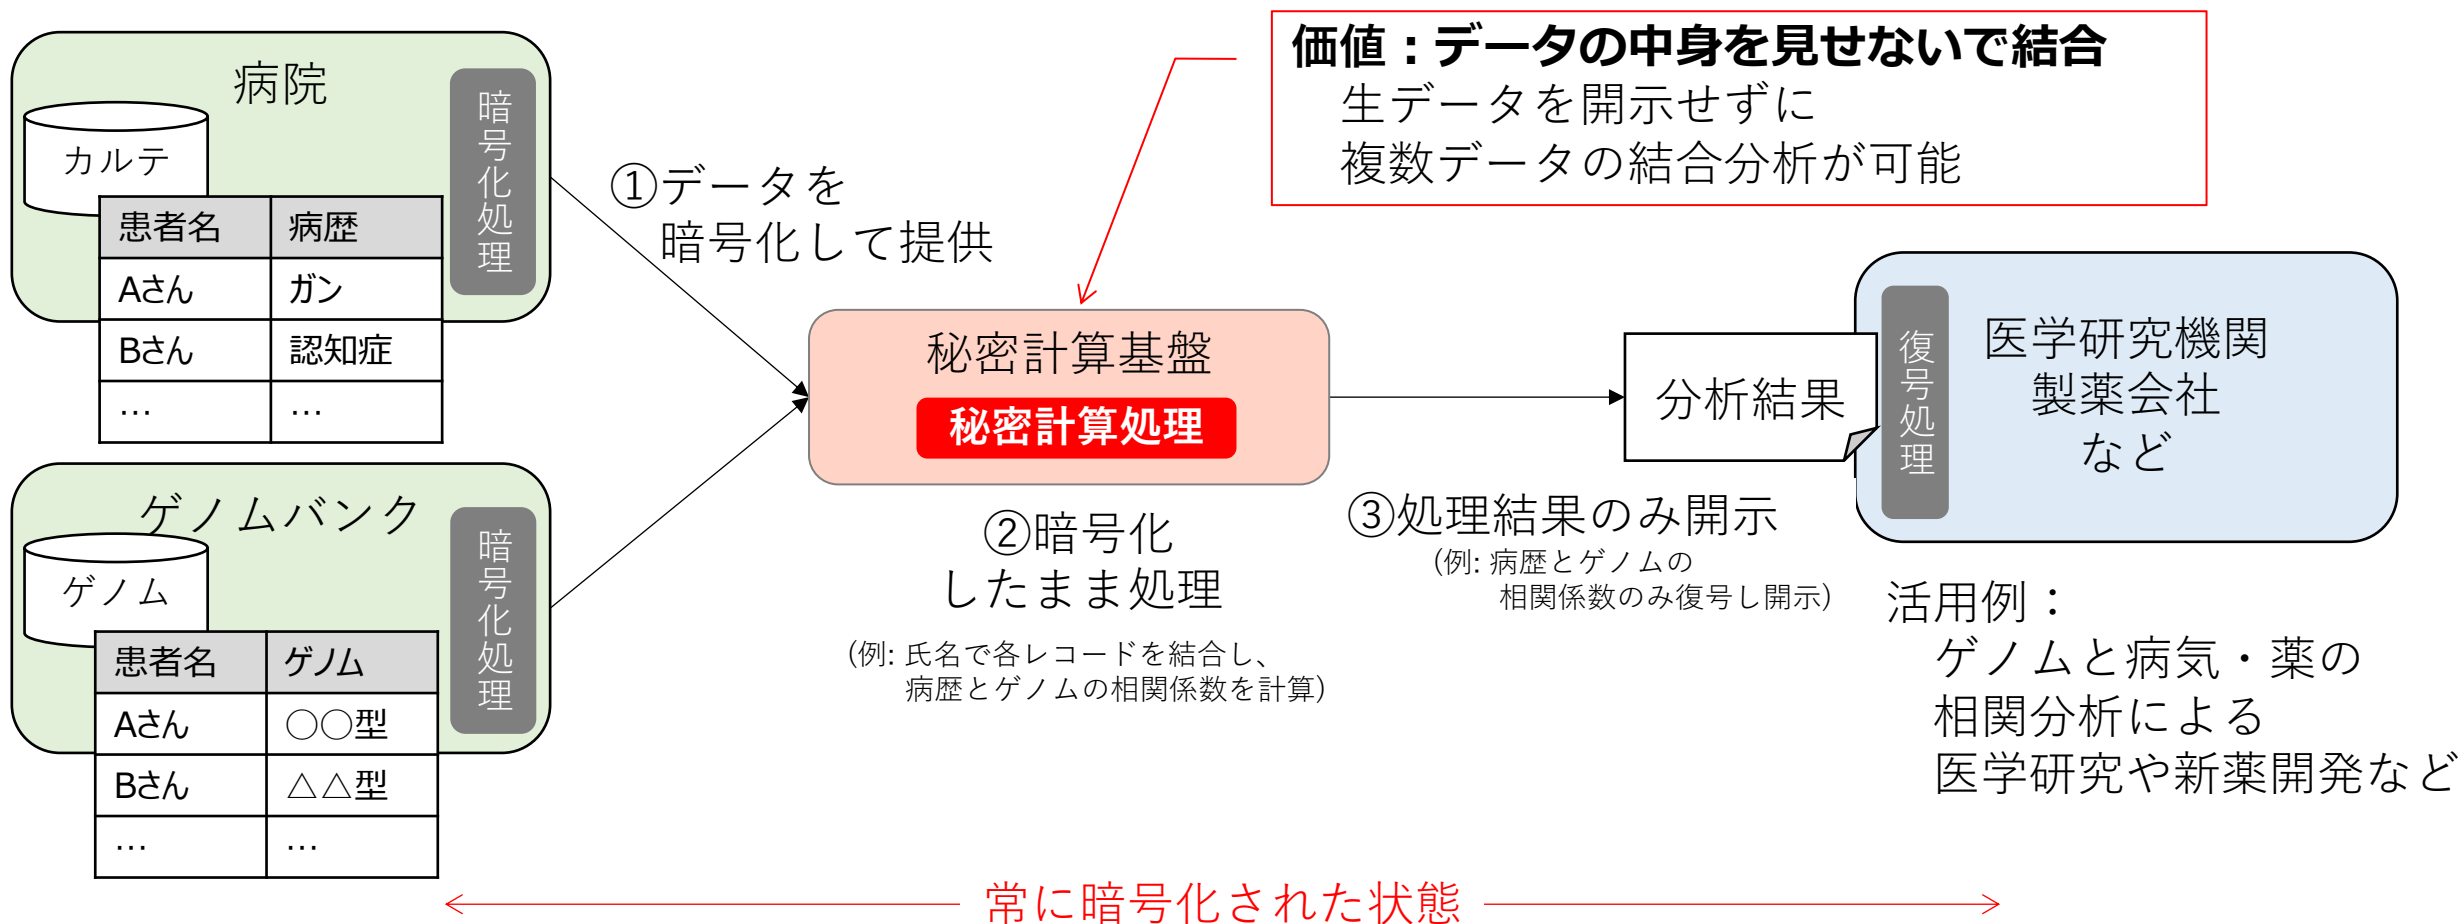 価値：データの中身を見せないで結合
生データを開示せずに
複数データの結合分析が可能
病院
カルテ
暗号化処理
患者名 病歴
Aさん ガン
Bさん 認知症
… …
①データを
暗号化して提供
ゲノムバンク
ゲノム
暗号化処理
患者名 ゲノム
Aさん 〇〇型
Bさん △△型
… …
秘密計算基盤
秘密計算処理
②暗号化
したまま処理
(例: 氏名で各レコードを結合し、
病歴とゲノムの相関係数を計算)
③処理結果のみ開示
(例: 病歴とゲノムの
相関係数のみ復号し開示)
分析結果
復号処理
医学研究機関
製薬会社
など
活用例：
ゲノムと病気・薬の
相関分析による
医学研究や新薬開発など
常に暗号化された状態